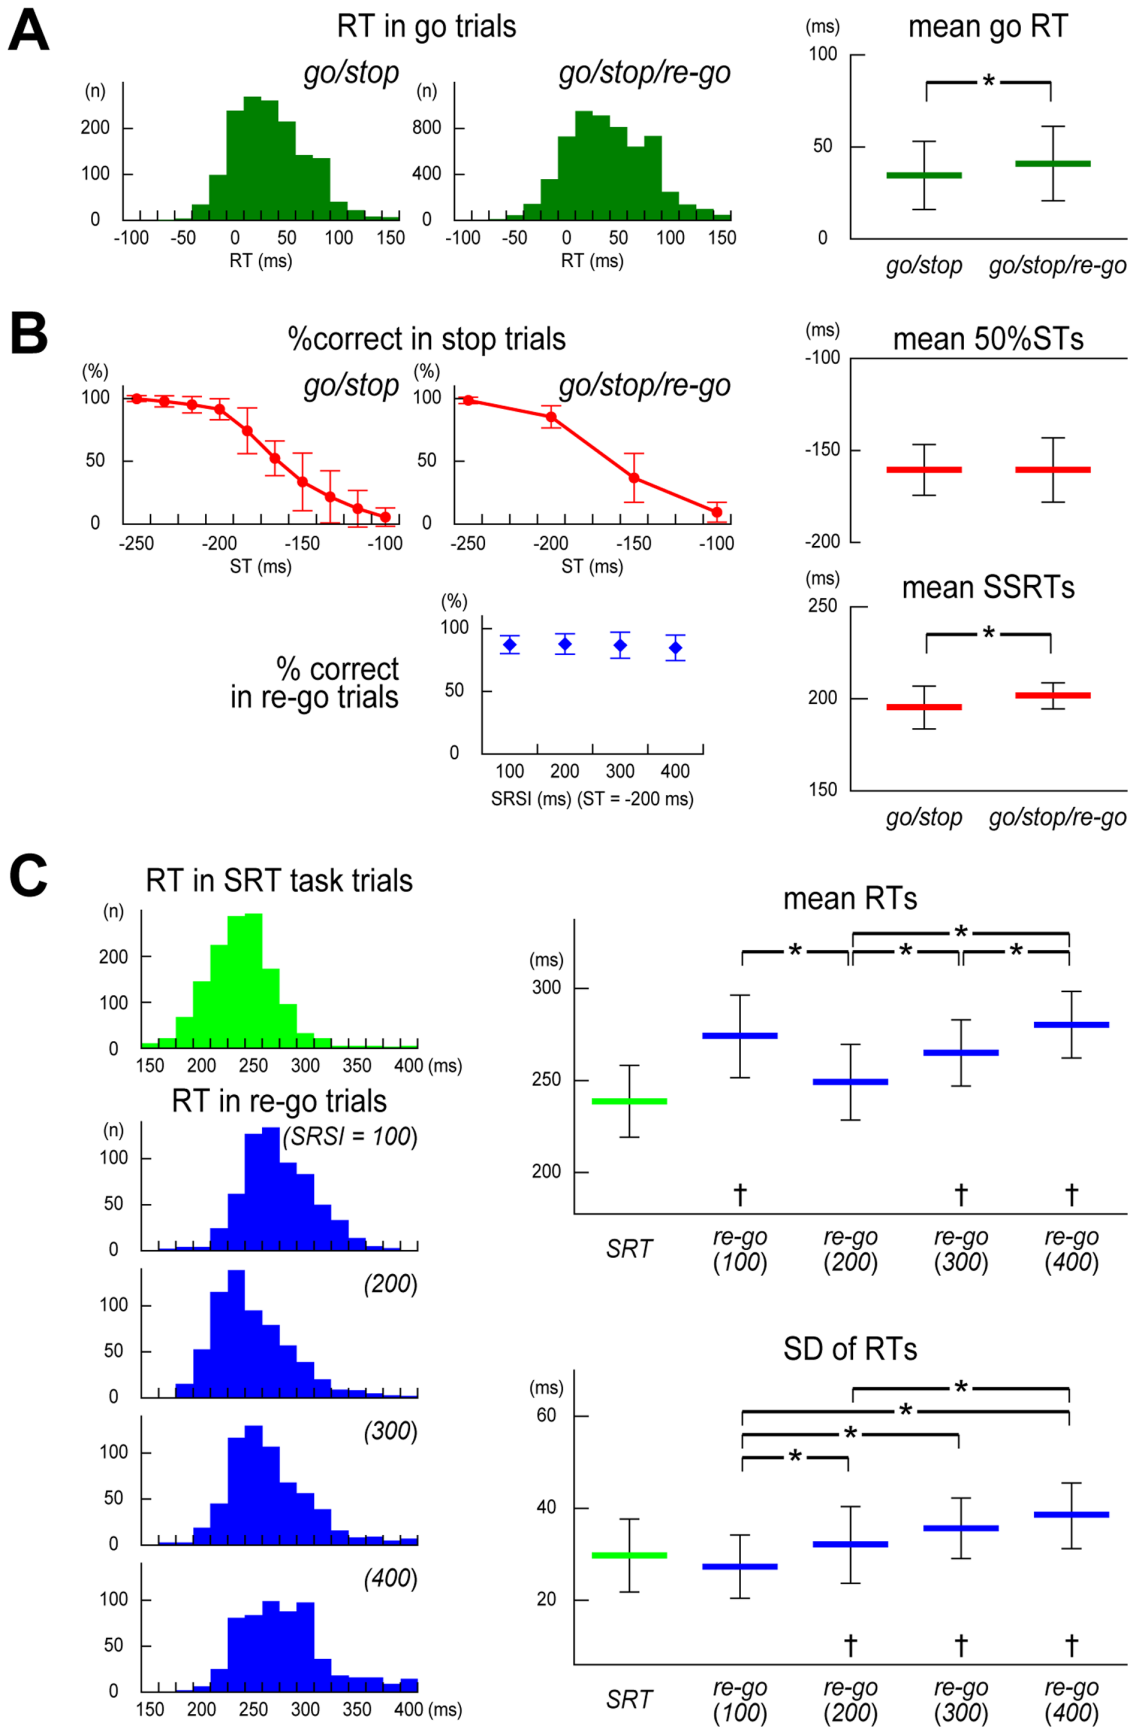 A
RT in go trials
mean go RT
go/stop
go/stop/re-go
(n)
200
100
0
-100 -50 0 50 100 150
RT (ms)
(n)
800
400
0
-100 -50 0 50 100 150
RT (ms)
(ms)
100
*
50
0
go/stop go/stop/re-go
B
%correct in stop trials
go/stop
go/stop/re-go
(%)
100
50
0
-250 -200 -150 -100
ST (ms)
(%)
100
50
0
-250 -200 -150 -100
ST (ms)
mean 50%STs
(ms)
-100
-150
-200
% correct
in re-go trials
(%)
100
50
0
100 200 300 400
SRSI (ms) (ST = -200 ms)
mean SSRTs
(ms)
250
*
200
150
go/stop go/stop/re-go
C
RT in SRT task trials
(n)
200
100
0
150 200 250 300 350 400 (ms)
RT in re-go trials
(n)
(SRSI = 100)
100
50
0
(200)
100
50
0
(300)
100
50
0
(400)
100
50
0
150 200 250 300 350 400 (ms)
mean RTs
(ms)
*
* * *
300
250
200
† † †
SRT re-go re-go re-go re-go
(100) (200) (300) (400)
SD of RTs
(ms)
*
*
*
*
60
40
20
† † †
SRT re-go re-go re-go re-go
(100) (200) (300) (400)